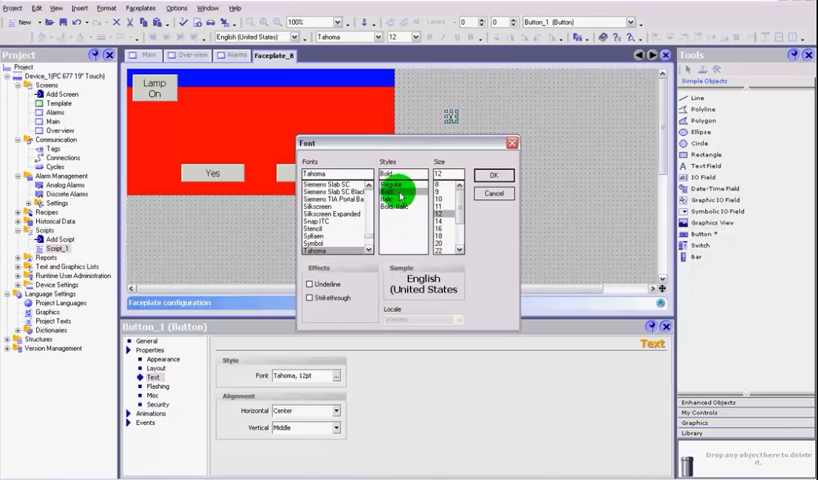 Project Edit View Insert Format Faceplates Options Window Help
New 100% 0 0 Button_1 (Button)
English (United States) Tahoma 12
Project
Project
Device_1(PC 677 19" Touch)
Screens
Add Screen
Template
Alarms
Main
Over-view
Communication
Tags
Connections
Cycles
Alarm Management
Analog Alarms
Discrete Alarms
Recipes
Historical Data
Scripts
Add Script
Script_1
Reports
Text and Graphics Lists
Runtime User Administration
Device Settings
Language Settings
Project Languages
Graphics
Project Texts
Dictionaries
Structures
Version Management
Main Over-view Alarms Faceplate_6
Lamp
On
Yes
Faceplate configuration
Font
Fonts Styles Size
Tahoma Bold 12
Siemens Slab SC
Siemens Slab SC Blac
Siemens TIA Portal Ba
Silkscreen
Silkscreen Expanded
Snap ITC
Stencil
Sylfaen
Symbol
Tahoma
Regular
Bold
Italic
Bold Italic
8
9
10
11
12
14
16
18
20
22
OK
Cancel
Effects
Underline
Strikethrough
Sample
English
(United States
Locale
Button_1 (Button)
General
Properties
Appearance
Layout
Text
Flashing
Misc
Security
Animations
Events
Text
Style
Font Tahoma, 12pt ...
Alignment
Horizontal Center
Vertical Middle
Tools
Simple Objects
Line
Polyline
Polygon
Ellipse
Circle
Rectangle
Text Field
IO Field
Date-Time Field
Graphic IO Field
Symbolic IO Field
Button
Switch
Bar
Enhanced Objects
My Controls
Graphics
Library
Drop any object here to delete
it.